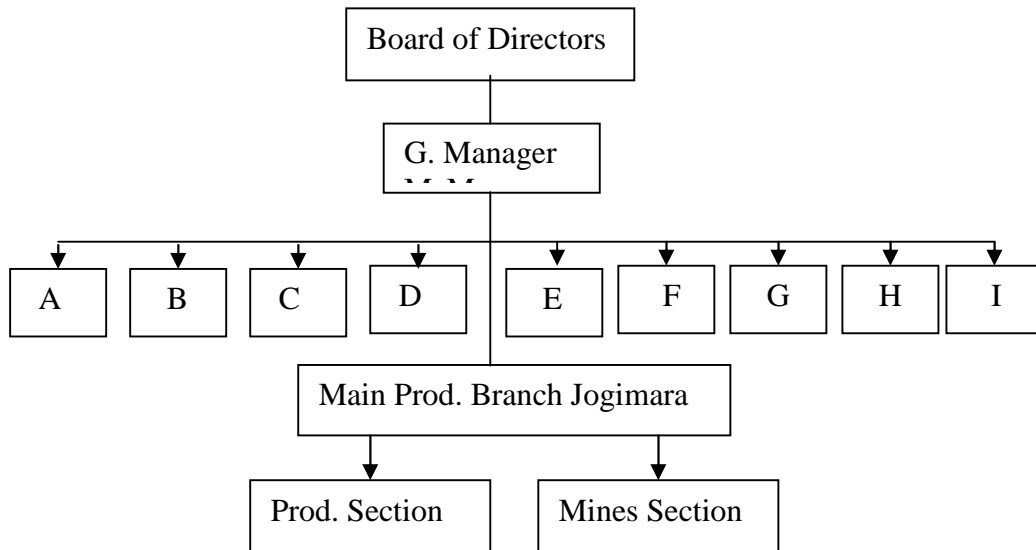 Board of Directors
G. Manager
A B C D E F G H I
Main Prod. Branch Jogimara
Prod. Section Mines Section